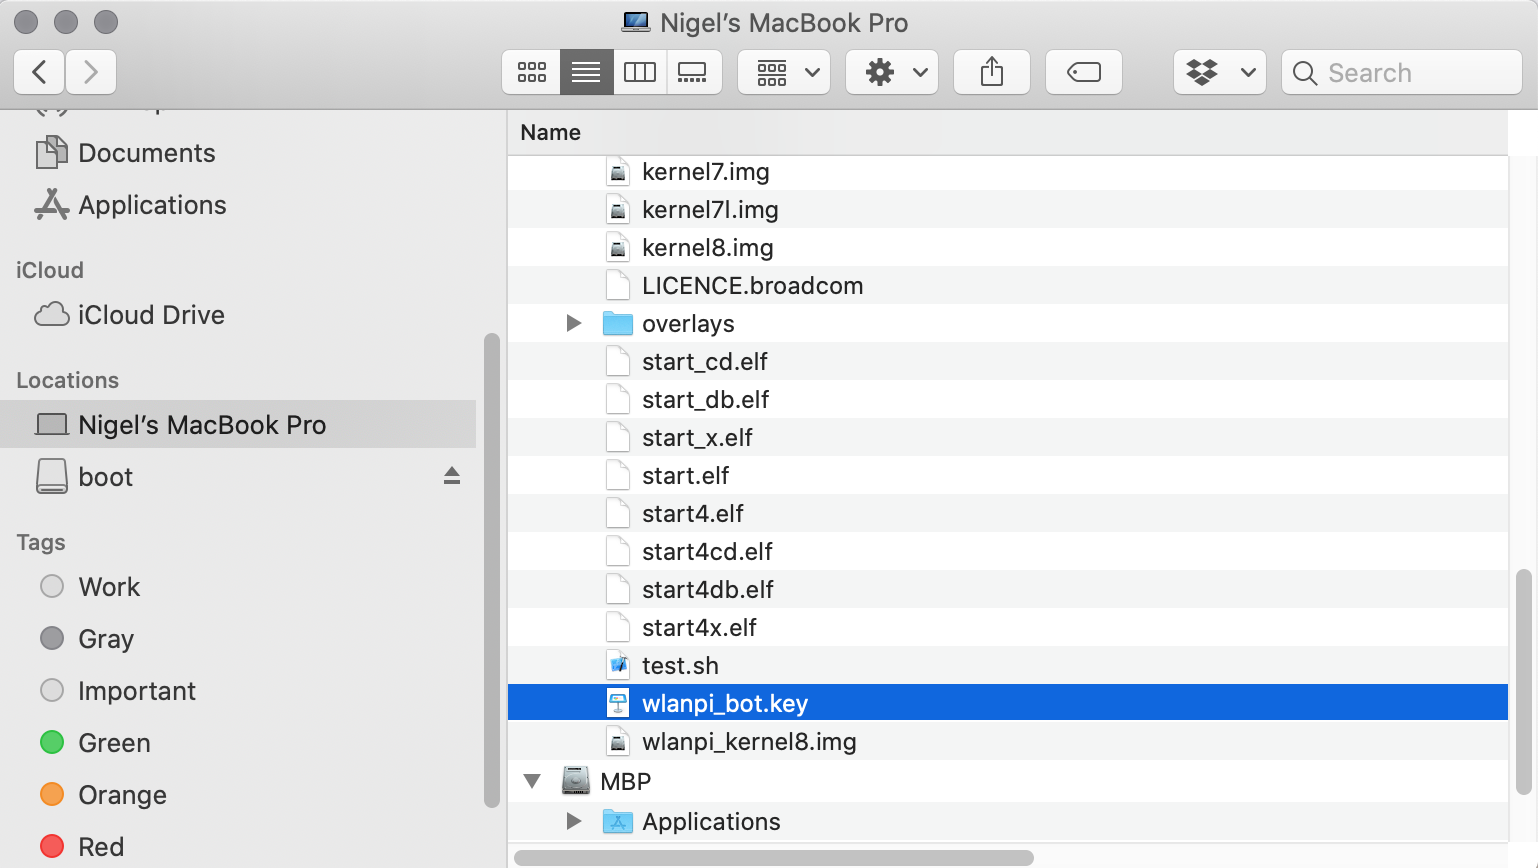 Nigel’s MacBook Pro
Search
Documents
Applications
iCloud
iCloud Drive
Locations
Nigel’s MacBook Pro
boot
Tags
Work
Gray
Important
Green
Orange
Red
Name
kernel7.img
kernel7l.img
kernel8.img
LICENCE.broadcom
overlays
start_cd.elf
start_db.elf
start_x.elf
start.elf
start4.elf
start4cd.elf
start4db.elf
start4x.elf
test.sh
wlanpi_bot.key
wlanpi_kernel8.img
MBP
Applications